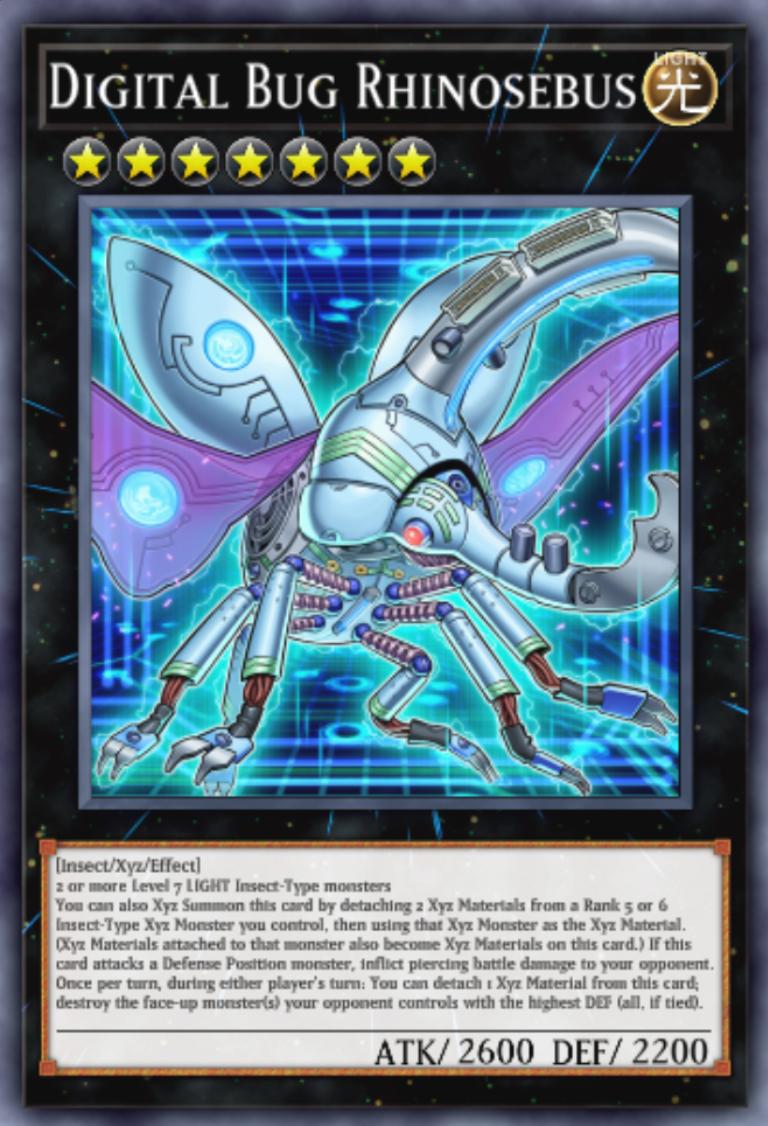 DIGITAL BUG RHINOSEBUS
LIGHT
光
[Insect/Xyz/Effect]
2 or more Level 7 LIGHT Insect-Type monsters
You can also Xyz Summon this card by detaching 2 Xyz Materials from a Rank 5 or 6
Insect-Type Xyz Monster you control, then using that Xyz Monster as the Xyz Material.
(Xyz Materials attached to that monster also become Xyz Materials on this card.) If this
card attacks a Defense Position monster, inflict piercing battle damage to your opponent.
Once per turn, during either player's turn: You can detach 1 Xyz Material from this card;
destroy the face-up monster(s) your opponent controls with the highest DEF (all, if tied).
ATK/ 2600 DEF/ 2200